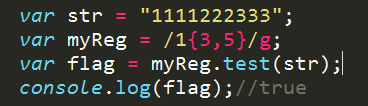 var str = "1111222333";
var myReg = /1{3,5}/g;
var flag = myReg.test(str);
console.log(flag);//true